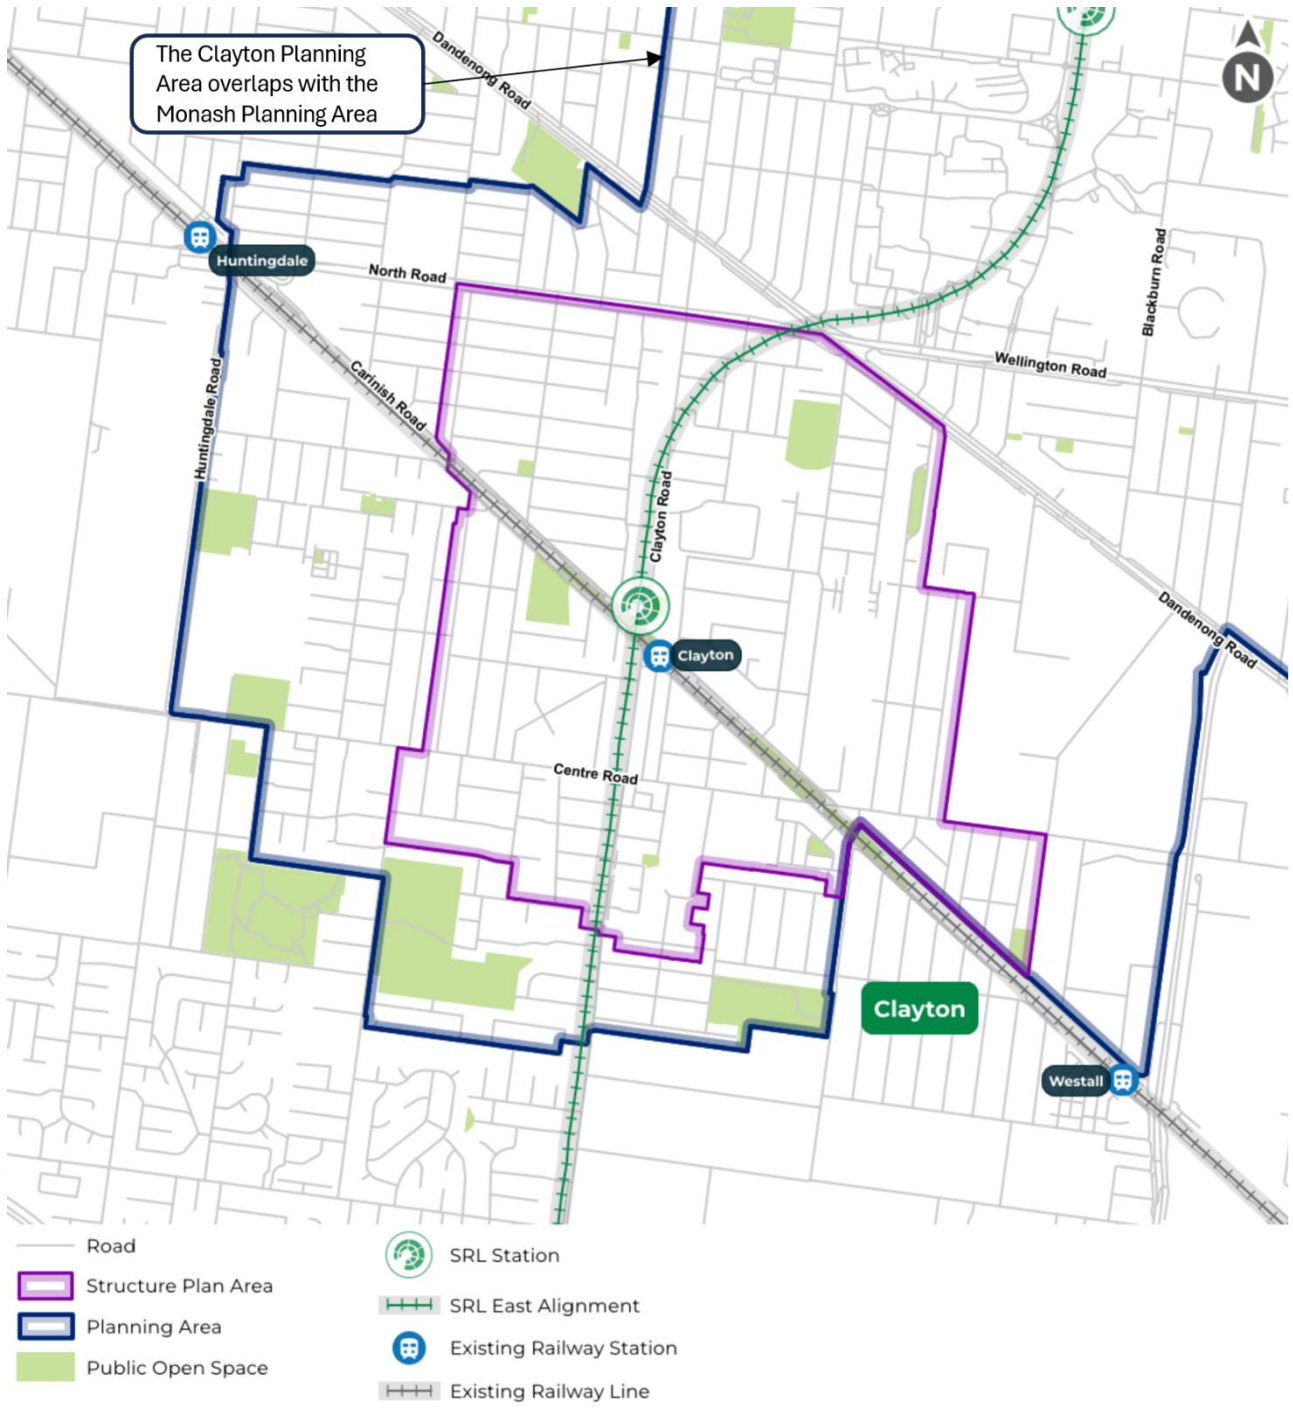 The Clayton Planning
Area overlaps with the
Monash Planning Area
Dandenong Road
N
Huntingdale
North Road
Blackburn Road
Wellington Road
Carinish Road
Huntingdale Road
Clayton Road
Clayton
Dandenong Road
Centre Road
Clayton
Westall
Road
Structure Plan Area
Planning Area
Public Open Space
SRL Station
SRL East Alignment
Existing Railway Station
Existing Railway Line